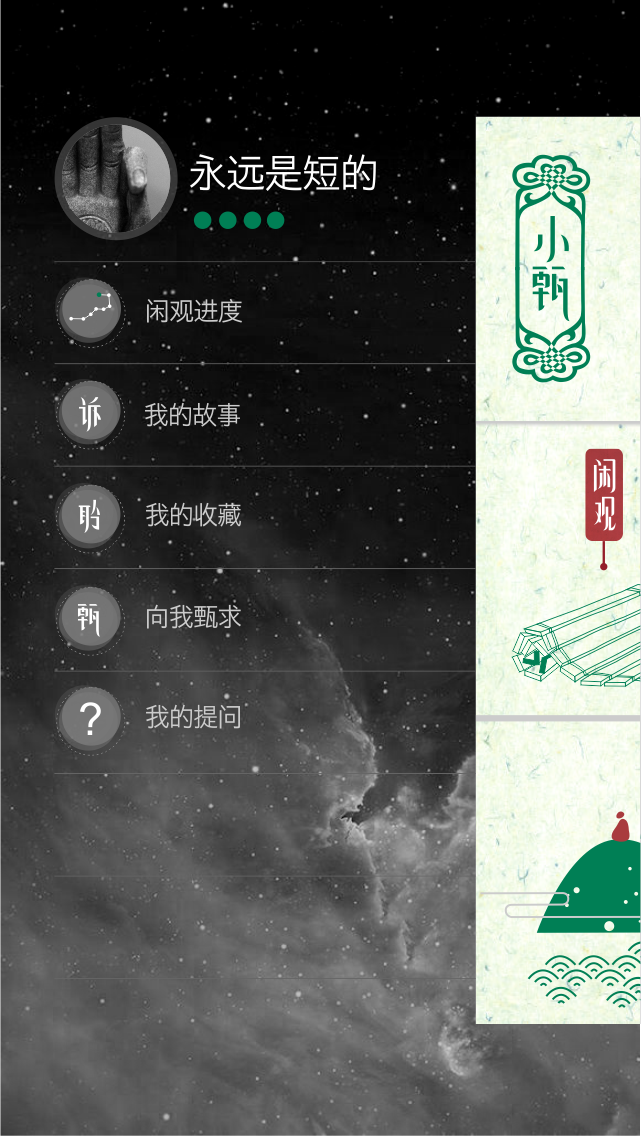 永远是短的
闲观进度
诉
我的故事
聆
我的收藏
甄
向我甄求
?
我的提问
小甄
闲观